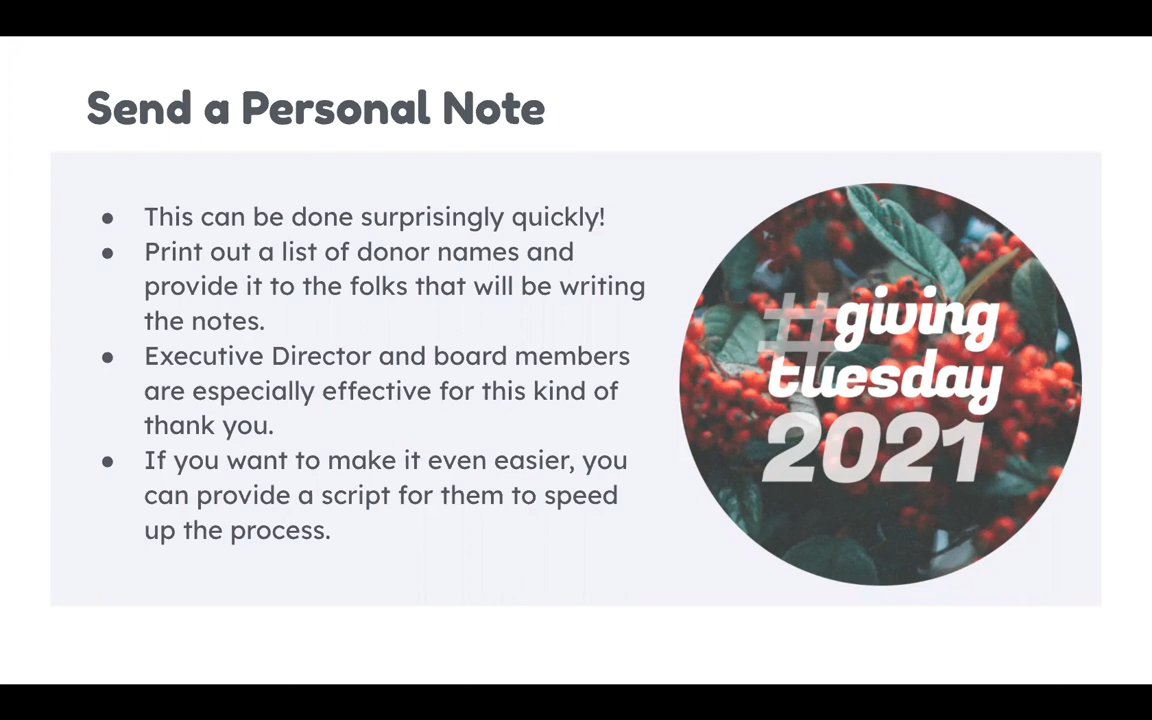 Send a Personal Note
● This can be done surprisingly quickly!
● Print out a list of donor names and
provide it to the folks that will be writing
the notes.
● Executive Director and board members
are especially effective for this kind of
thank you.
● If you want to make it even easier, you
can provide a script for them to speed
up the process.
#giving
tuesday
2021